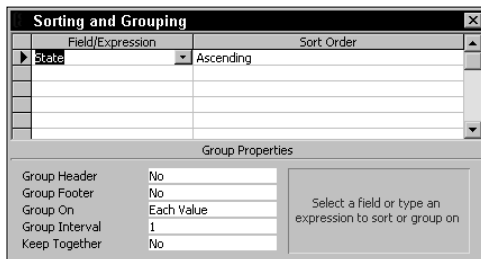 Sorting and Grouping
Field/Expression Sort Order
State Ascending
Group Properties
Group Header No
Group Footer No
Group On Each Value
Group Interval 1
Keep Together No
Select a field or type an
expression to sort or group on